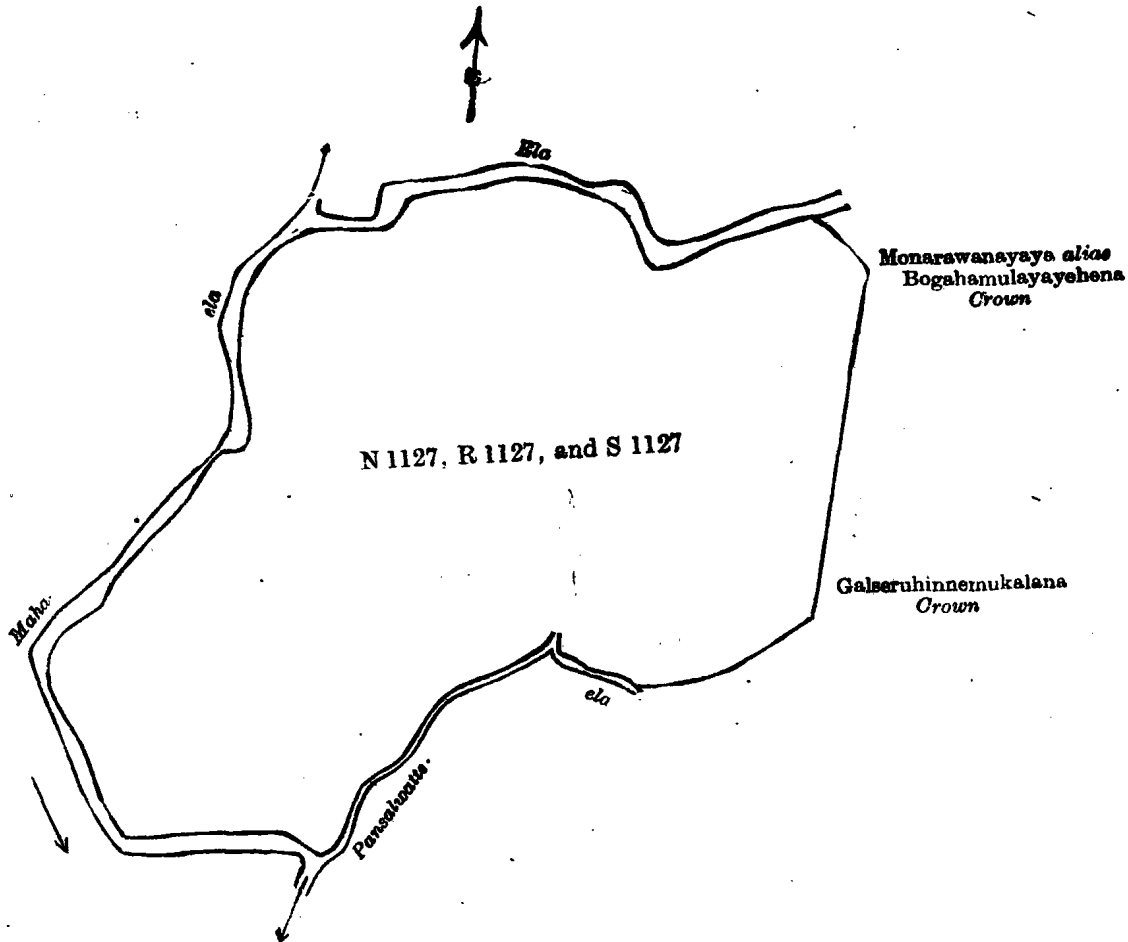 Ela
ela
Monarawanayaya alias
Bogahamulayayehena
Crown
N 1127, R 1127, and S 1127
Galseruhinnemukalana
Crown
Maha-
ela
Pansalwatte-